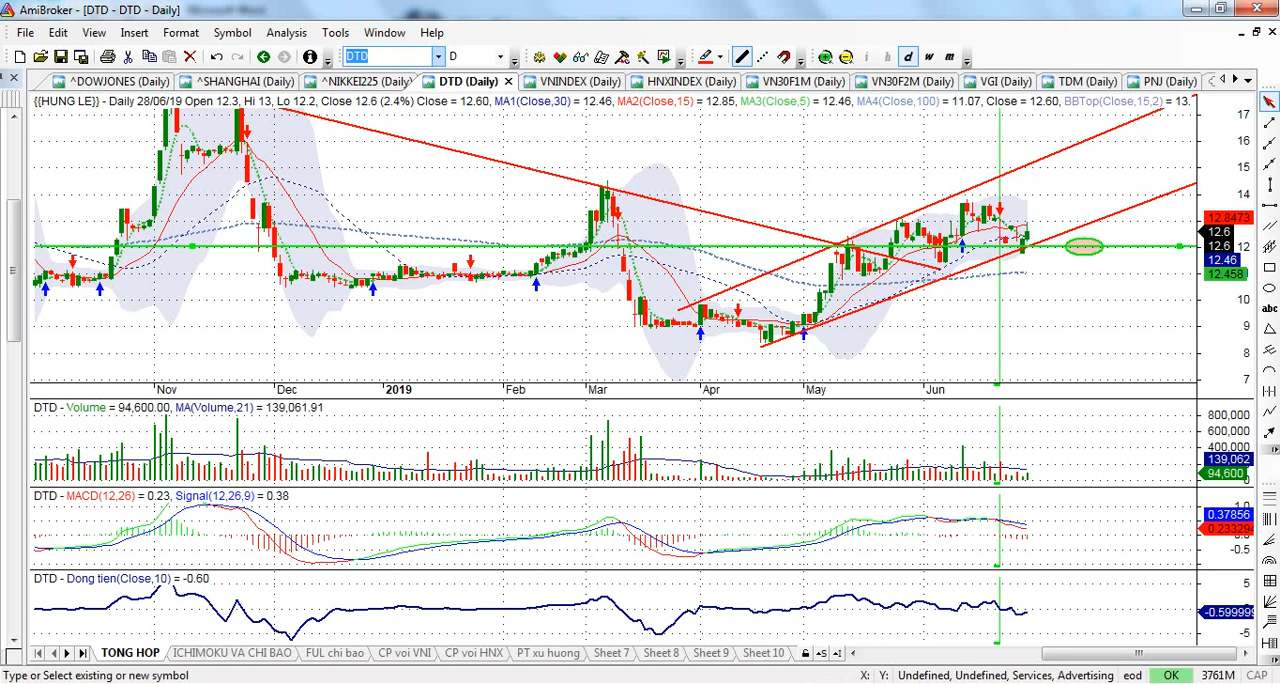 AmiBroker - [DTD - DTD - Daily]
File Edit View Insert Format Symbol Analysis Tools Window Help
DTD D i h d w m
^DOWJONES (Daily) ^SHANGHAI (Daily) ^NIKKEI225 (Daily) DTD (Daily) VNINDEX (Daily) HNXINDEX (Daily) VN30F1M (Daily) VN30F2M (Daily) VGI (Daily) TDM (Daily) PNJ (Daily)
{{HUNG LE}} - Daily 28/06/19 Open 12.3, Hi 13, Lo 12.2, Close 12.6 (2.4%) Close = 12.60, MA1(Close,30) = 12.46, MA2(Close,15) = 12.85, MA3(Close,5) = 12.46, MA4(Close,100) = 11.07, Close = 12.60, BBTop(Close,15,2) = 13.
17
16
15
14
12.8473
12.6
12.6
12
12.46
12.458
11
10
9
8
7
abc
Nov Dec 2019 Feb Mar Apr May Jun
DTD - Volume = 94,600.00, MA(Volume,21) = 139,061.91
800,000
600,000
400,000
139,062
94,600
DTD - MACD(12,26) = 0.23, Signal(12,26,9) = 0.38
1.0
0.37856
0.233294
-0.5
DTD - Dong tien(Close,10) = -0.60
5
-0.599999
-5
TONG HOP ICHIMOKU VA CHI BAO FUL chi bao CP voi VNI CP voi HNX PT xu huong Sheet 7 Sheet 8 Sheet 9 Sheet 10
Type or Select existing or new symbol X: Y: Undefined, Undefined, Services, Advertising eod OK 3761M CAP